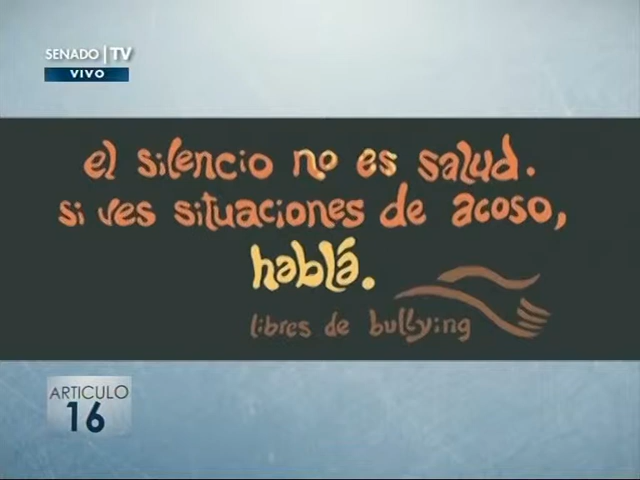 SENADO TV
VIVO
el silencio no es salud.
si ves situaciones de acoso,
hablá.
libres de bullying
ARTICULO
16